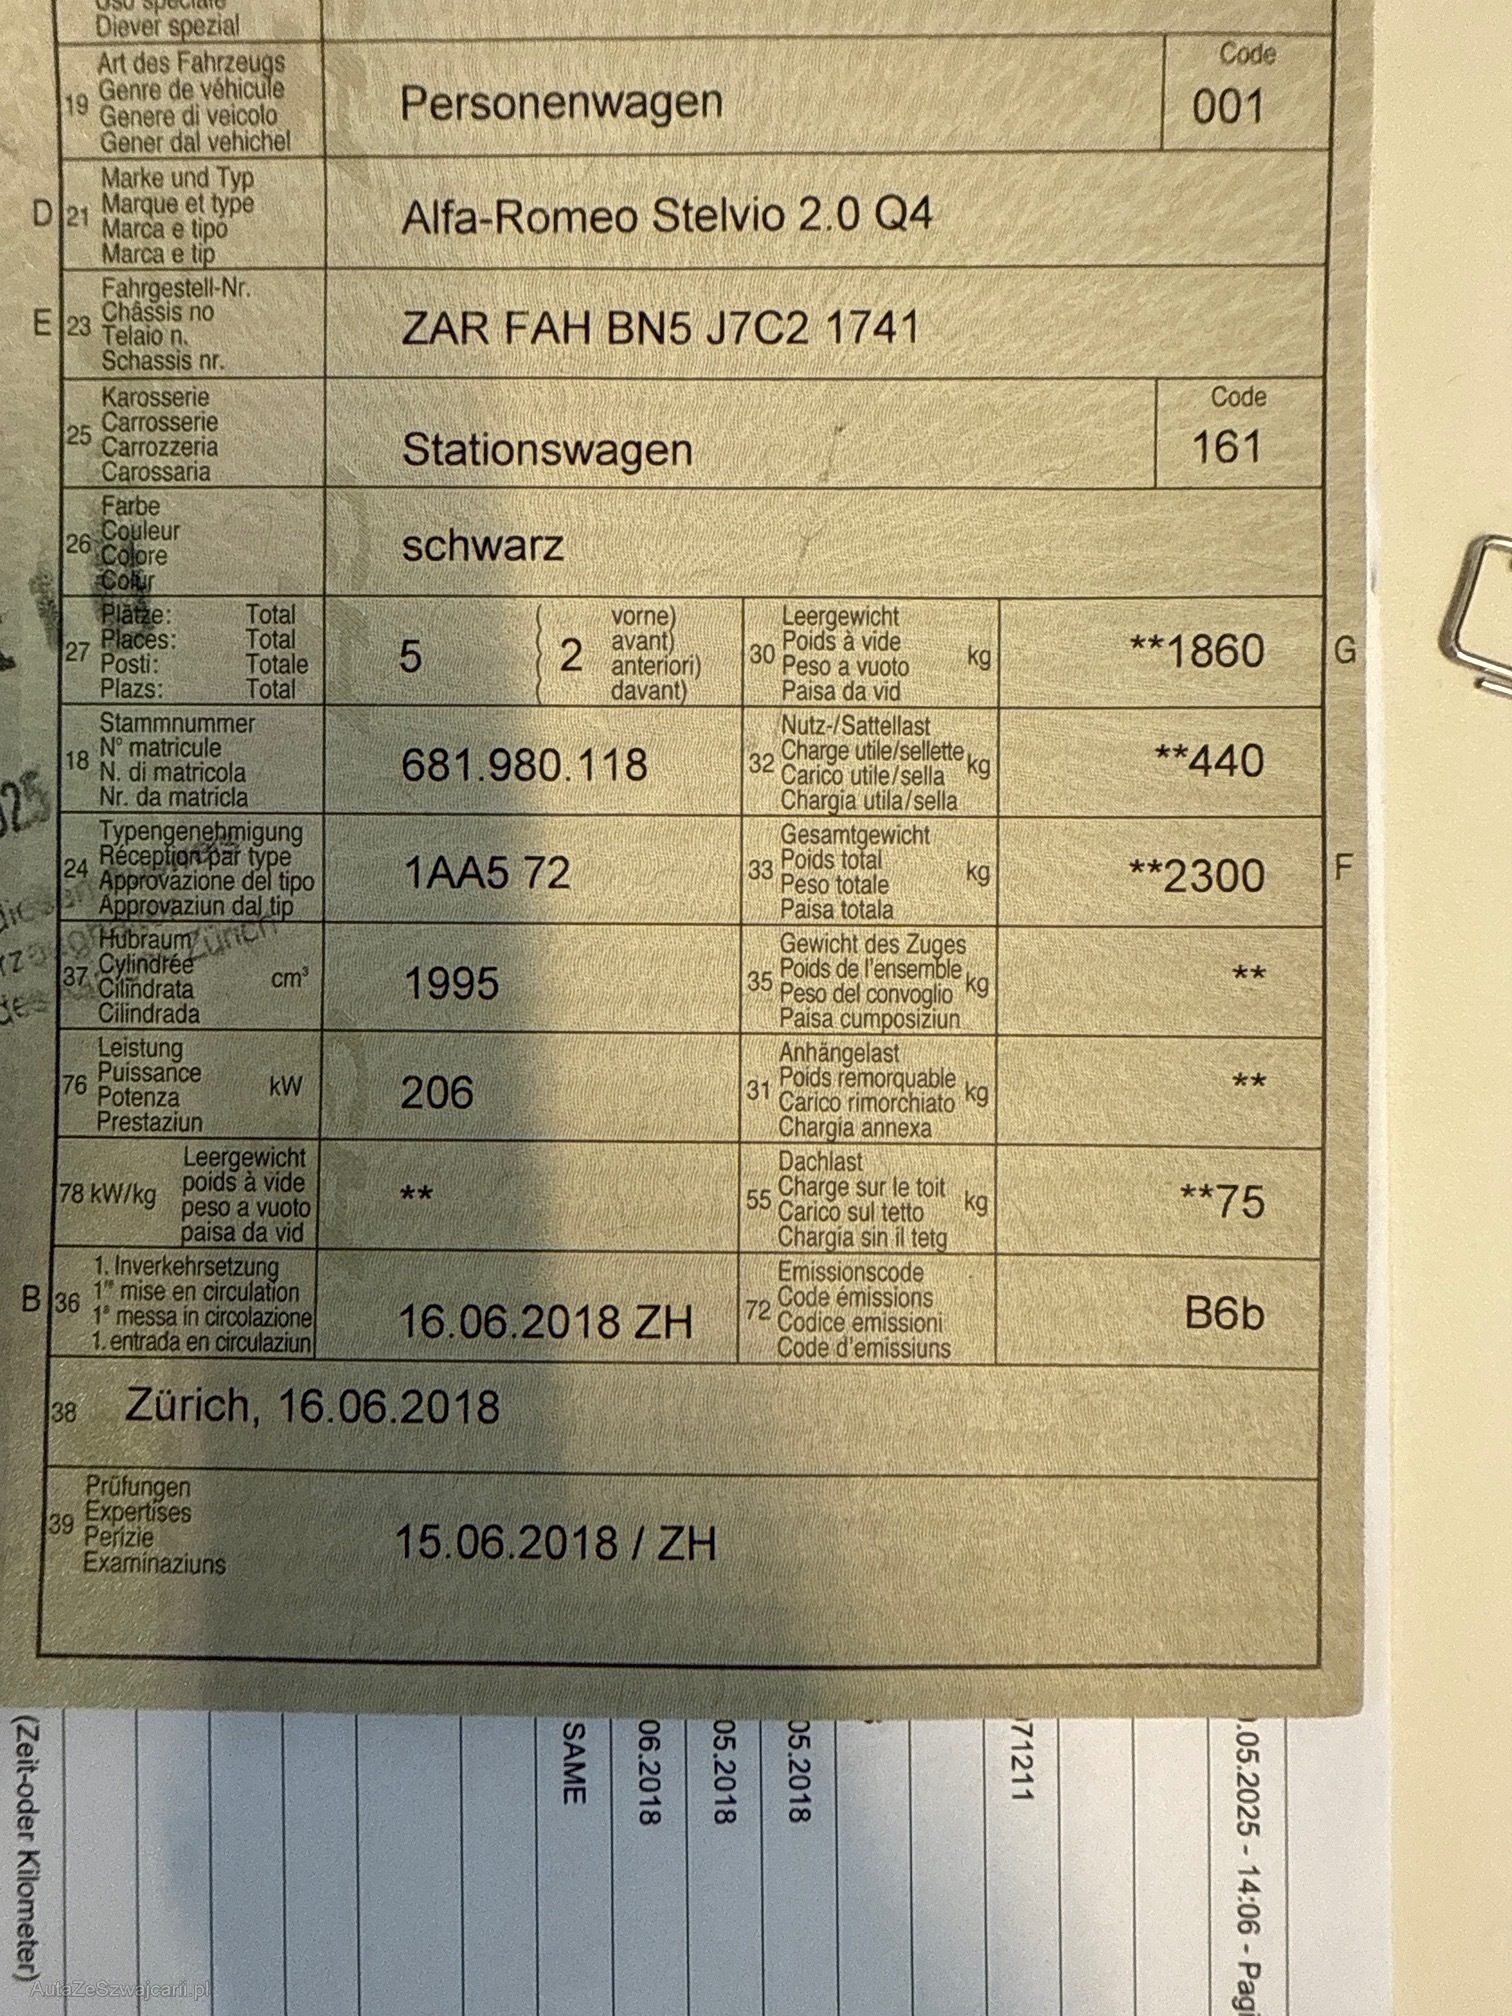 Uso speciale
Diever spezial
19 Art des Fahrzeugs
Genre de véhicule
Genere di veicolo
Gener dal vehichel
Personenwagen
Code
001
D 21 Marke und Typ
Marque et type
Marca e tipo
Marca e tip
Alfa-Romeo Stelvio 2.0 Q4
E 23 Fahrgestell-Nr.
Châssis no
Telaio n.
Schassis nr.
ZAR FAH BN5 J7C2 1741
25 Karosserie
Carrosserie
Carrozzeria
Carossaria
Stationswagen
Code
161
26 Farbe
Couleur
Colore
Colur
schwarz
27 Plätze: Total
Places: Total
Posti: Totale
Plazs: Total
5 ( 2 vorne)
( avant)
( anteriori)
( davant)
30 Leergewicht
Poids à vide
Peso a vuoto
Paisa da vid
kg
**1860
G
18 Stammnummer
N° matricule
N. di matricola
Nr. da matricla
681.980.118
32 Nutz-/Sattellast
Charge utile/sellette
Carico utile/sella
Chargia utila/sella
kg
**440
24 Typengenehmigung
Réception par type
Approvazione del tipo
Approvaziun dal tip
1AA5 72
33 Gesamtgewicht
Poids total
Peso totale
Paisa totala
kg
**2300
F
37 Hubraum
Cylindrée
Cilindrata
Cilindrada
cm³
1995
35 Gewicht des Zuges
Poids de l'ensemble
Peso del convoglio
Paisa cumposiziun
kg
**
76 Leistung
Puissance
Potenza
Prestaziun
kW
206
31 Anhängelast
Poids remorquable
Carico rimorchiato
Chargia annexa
kg
**
78 kW/kg Leergewicht
poids à vide
peso a vuoto
paisa da vid
**
55 Dachlast
Charge sur le toit
Carico sul tetto
Chargia sin il tetg
kg
**75
B 36 1. Inverkehrsetzung
1re mise en circulation
1a messa in circolazione
1. entrada en circulaziun
16.06.2018 ZH
72 Emissionscode
Code émissions
Codice emissioni
Code d'emissiuns
B6b
38 Zürich, 16.06.2018
39 Prüfungen
Expertises
Perizie
Examinaziuns
15.06.2018 / ZH
Zürich
025
(Zeit-oder Kilometer)
SAME
06.2018
05.2018
05.2018
71211
.05.2025 - 14:06 - Pagi
AutaZeSzwajcarii.pl